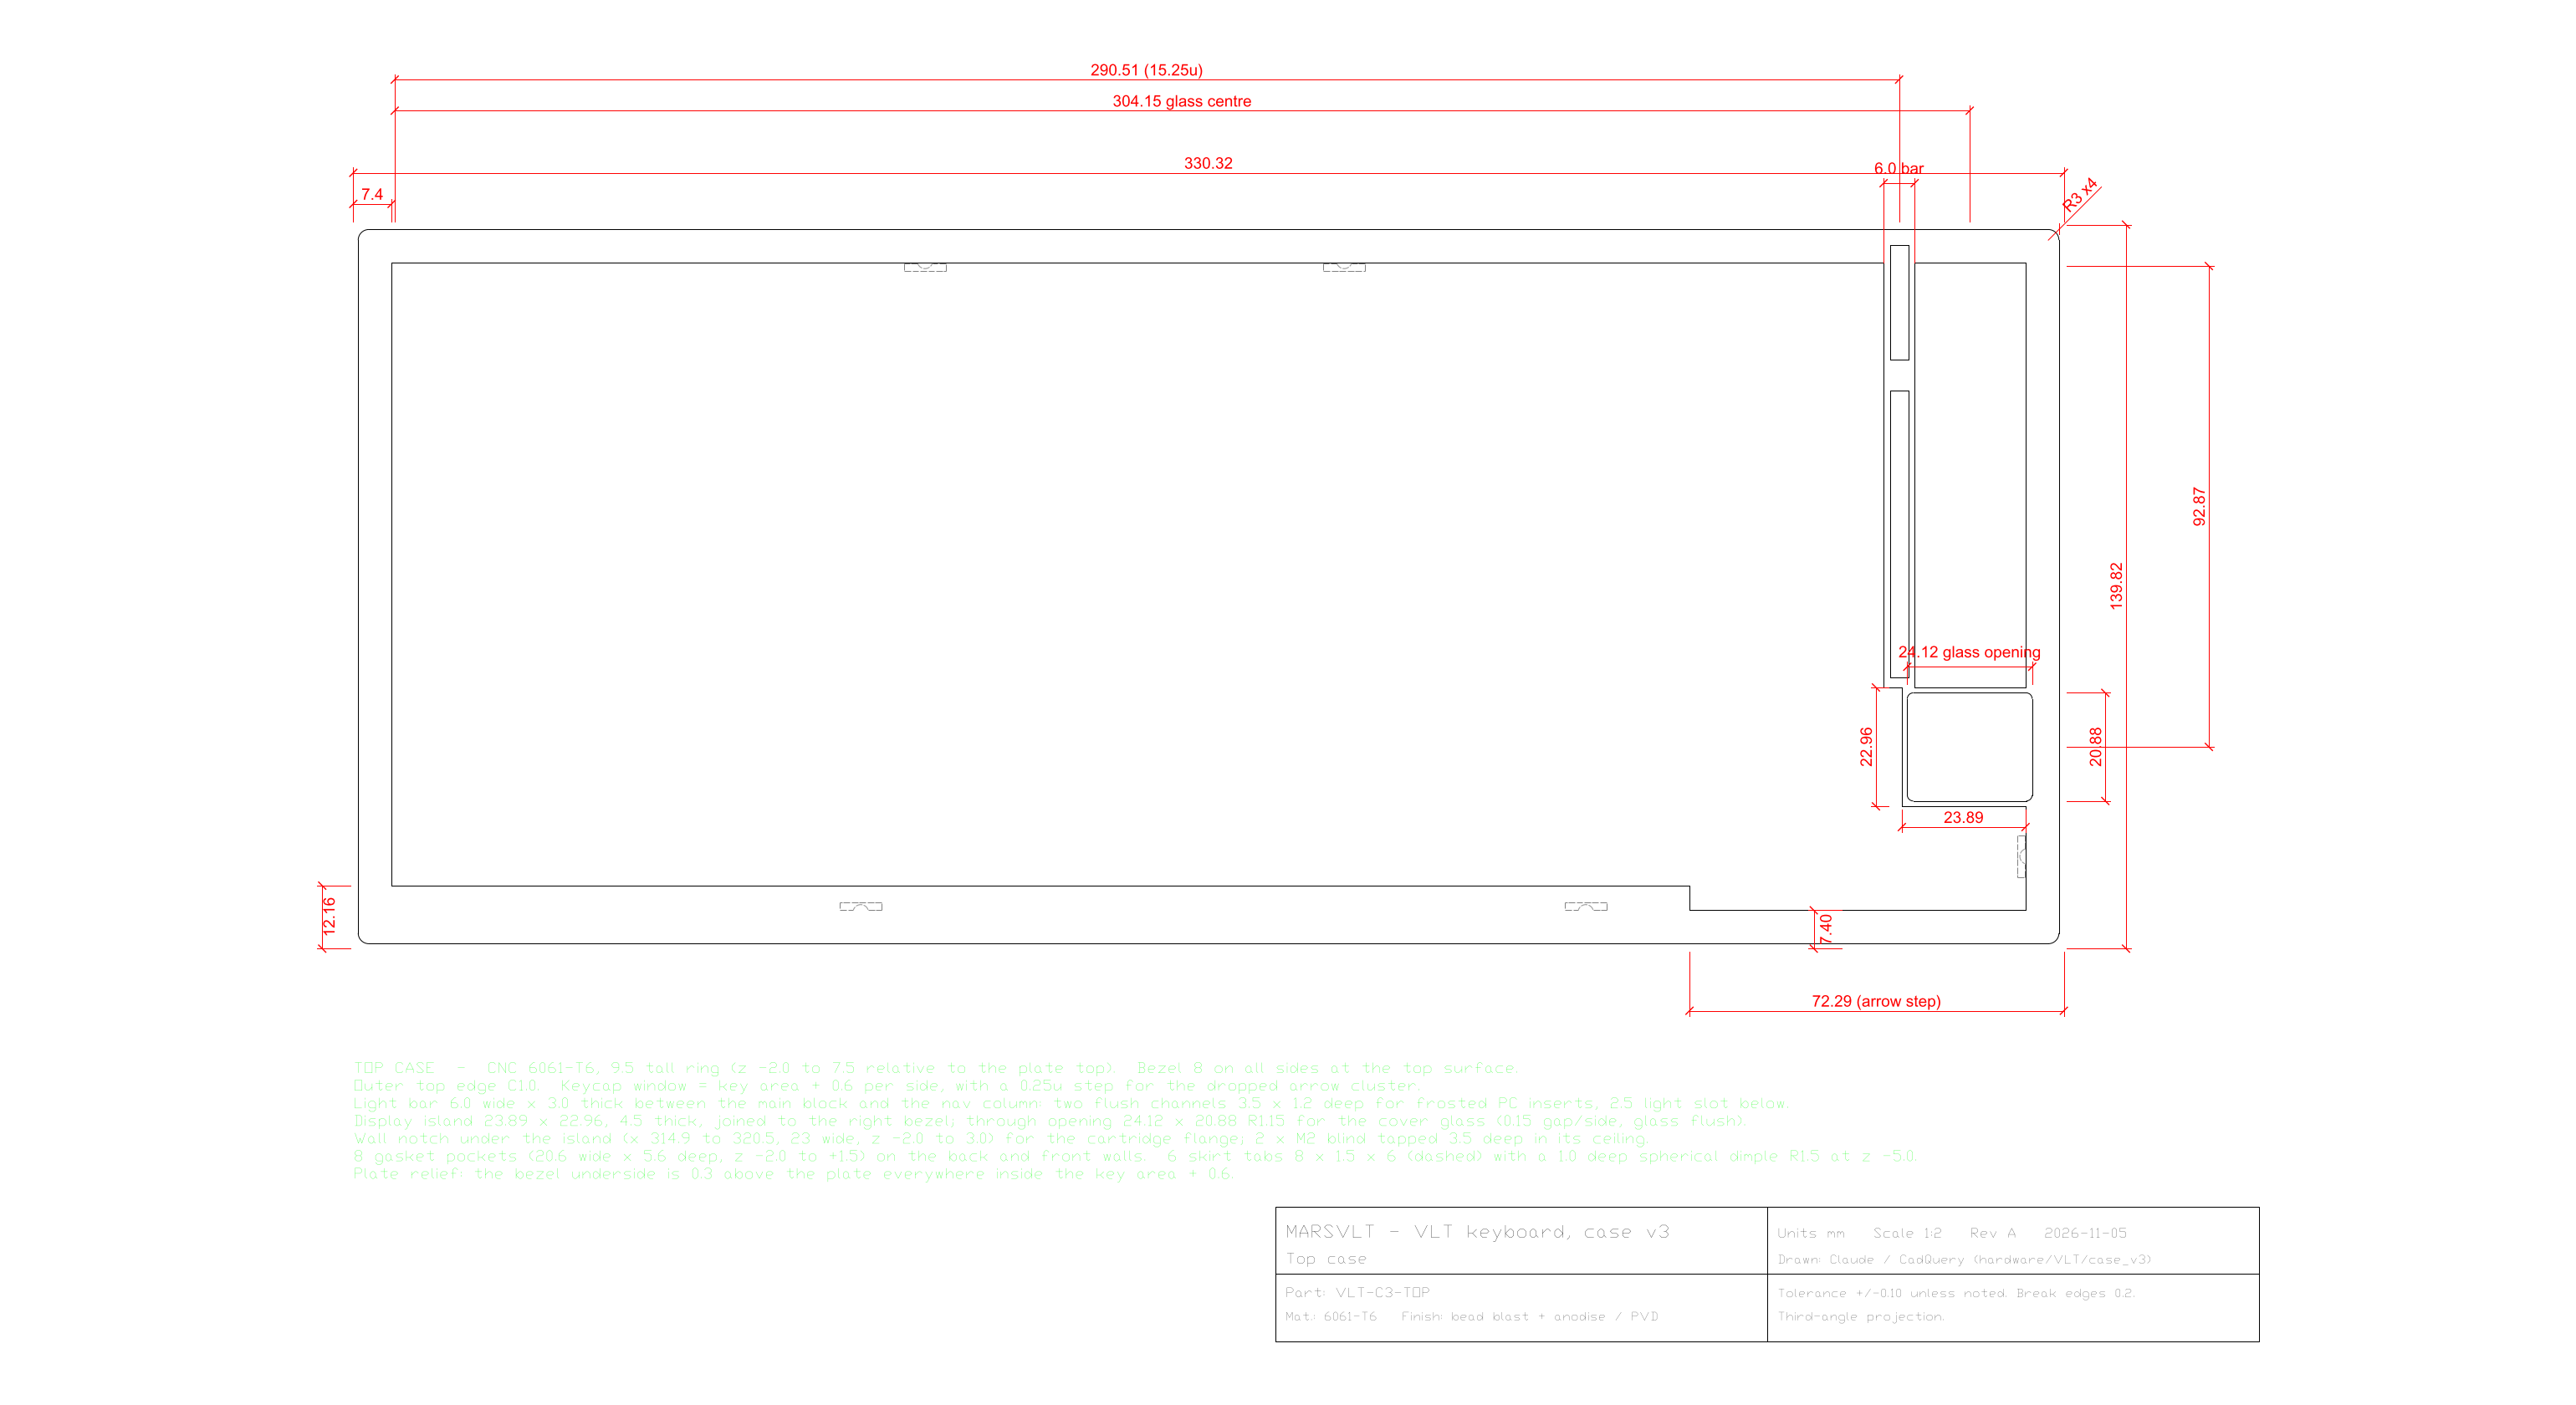 290.51 (15.25u)
304.15 glass centre
330.32
6.0 bar
7.4
R3 x4
92.87
139.82
24.12 glass opening
22.96
20.88
23.89
12.16
7.40
72.29 (arrow step)
TOP CASE - CNC 6061-T6, 9.5 tall ring (z -2.0 to 7.5 relative to the plate top). Bezel 8 on all sides at the top surface.
Outer top edge C1.0. Keycap window = key area + 0.6 per side, with a 0.25u step for the dropped arrow cluster.
Light bar 6.0 wide x 3.0 thick between the main block and the nav column: two flush channels 3.5 x 1.2 deep for frosted PC inserts, 2.5 light slot below.
Display island 23.89 x 22.96, 4.5 thick, joined to the right bezel; through opening 24.12 x 20.88 R1.15 for the cover glass (0.15 gap/side, glass flush).
Wall notch under the island (x 314.9 to 320.5, 23 wide, z -2.0 to 3.0) for the cartridge flange; 2 x M2 blind tapped 3.5 deep in its ceiling.
8 gasket pockets (20.6 wide x 5.6 deep, z -2.0 to +1.5) on the back and front walls. 6 skirt tabs 8 x 1.5 x 6 (dashed) with a 1.0 deep spherical dimple R1.5 at z -5.0.
Plate relief: the bezel underside is 0.3 above the plate everywhere inside the key area + 0.6.
MARSVLT - VLT keyboard, case v3
Top case
Units mm Scale 1:2 Rev A 2026-11-05
Drawn: Claude / CadQuery (hardware/VLT/case_v3)
Part: VLT-C3-TOP
Mat.: 6061-T6 Finish: bead blast + anodise / PVD
Tolerance +/-0.10 unless noted. Break edges 0.2.
Third-angle projection.